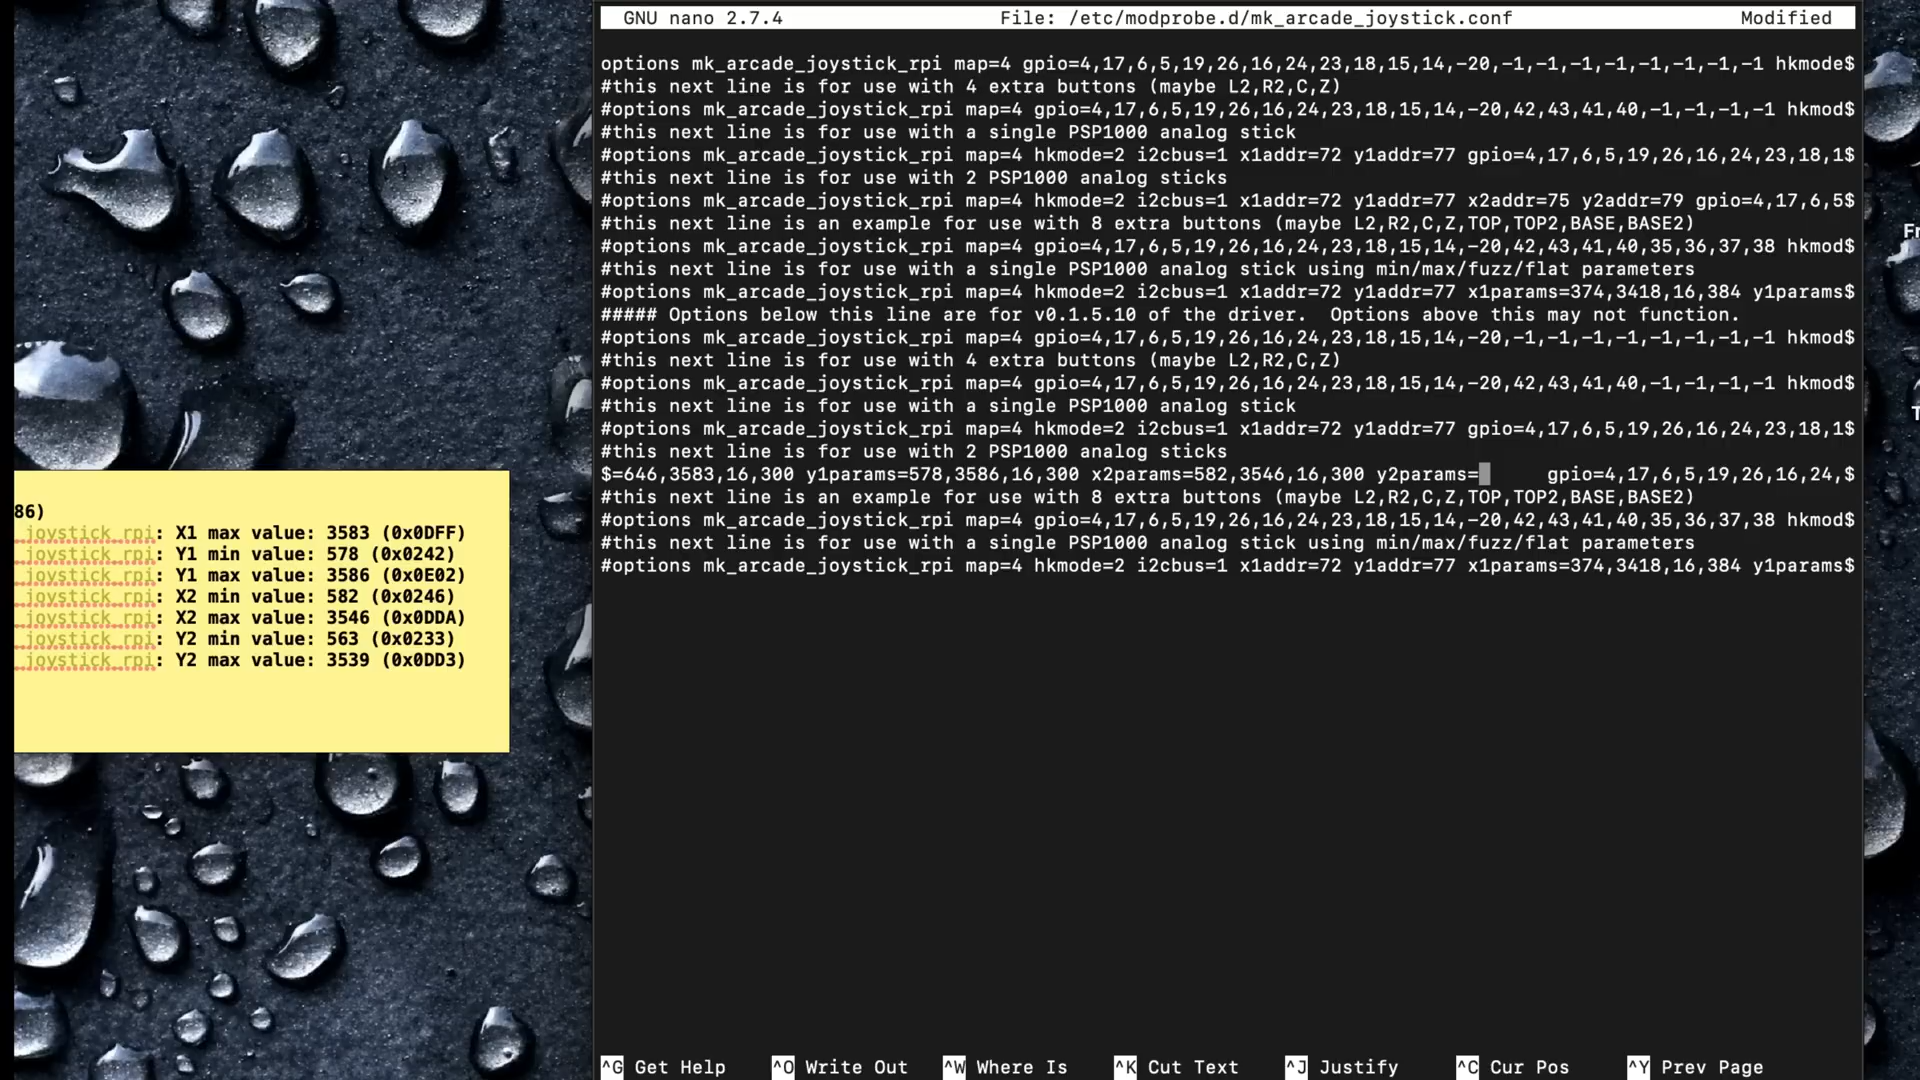 GNU nano 2.7.4 File: /etc/modprobe.d/mk_arcade_joystick.conf Modified
options mk_arcade_joystick_rpi map=4 gpio=4,17,6,5,19,26,16,24,23,18,15,14,-20,-1,-1,-1,-1,-1,-1,-1,-1 hkmode$
#this next line is for use with 4 extra buttons (maybe L2,R2,C,Z)
#options mk_arcade_joystick_rpi map=4 gpio=4,17,6,5,19,26,16,24,23,18,15,14,-20,42,43,41,40,-1,-1,-1,-1 hkmod$
#this next line is for use with a single PSP1000 analog stick
#options mk_arcade_joystick_rpi map=4 hkmode=2 i2cbus=1 x1addr=72 y1addr=77 gpio=4,17,6,5,19,26,16,24,23,18,1$
#this next line is for use with 2 PSP1000 analog sticks
#options mk_arcade_joystick_rpi map=4 hkmode=2 i2cbus=1 x1addr=72 y1addr=77 x2addr=75 y2addr=79 gpio=4,17,6,5$
#this next line is an example for use with 8 extra buttons (maybe L2,R2,C,Z,TOP,TOP2,BASE,BASE2)
#options mk_arcade_joystick_rpi map=4 gpio=4,17,6,5,19,26,16,24,23,18,15,14,-20,42,43,41,40,35,36,37,38 hkmod$
#this next line is for use with a single PSP1000 analog stick using min/max/fuzz/flat parameters
#options mk_arcade_joystick_rpi map=4 hkmode=2 i2cbus=1 x1addr=72 y1addr=77 x1params=374,3418,16,384 y1params$
##### Options below this line are for v0.1.5.10 of the driver.  Options above this may not function.
#options mk_arcade_joystick_rpi map=4 gpio=4,17,6,5,19,26,16,24,23,18,15,14,-20,-1,-1,-1,-1,-1,-1,-1,-1 hkmod$
#this next line is for use with 4 extra buttons (maybe L2,R2,C,Z)
#options mk_arcade_joystick_rpi map=4 gpio=4,17,6,5,19,26,16,24,23,18,15,14,-20,42,43,41,40,-1,-1,-1,-1 hkmod$
#this next line is for use with a single PSP1000 analog stick
#options mk_arcade_joystick_rpi map=4 hkmode=2 i2cbus=1 x1addr=72 y1addr=77 gpio=4,17,6,5,19,26,16,24,23,18,1$
#this next line is for use with 2 PSP1000 analog sticks
$=646,3583,16,300 y1params=578,3586,16,300 x2params=582,3546,16,300 y2params= gpio=4,17,6,5,19,26,16,24,$
#this next line is an example for use with 8 extra buttons (maybe L2,R2,C,Z,TOP,TOP2,BASE,BASE2)
#options mk_arcade_joystick_rpi map=4 gpio=4,17,6,5,19,26,16,24,23,18,15,14,-20,42,43,41,40,35,36,37,38 hkmod$
#this next line is for use with a single PSP1000 analog stick using min/max/fuzz/flat parameters
#options mk_arcade_joystick_rpi map=4 hkmode=2 i2cbus=1 x1addr=72 y1addr=77 x1params=374,3418,16,384 y1params$
86)
joystick_rpi: X1 max value: 3583 (0x0DFF)
joystick_rpi: Y1 min value: 578 (0x0242)
joystick_rpi: Y1 max value: 3586 (0x0E02)
joystick_rpi: X2 min value: 582 (0x0246)
joystick_rpi: X2 max value: 3546 (0x0DDA)
joystick_rpi: Y2 min value: 563 (0x0233)
joystick_rpi: Y2 max value: 3539 (0x0DD3)
^G Get Help ^O Write Out ^W Where Is ^K Cut Text ^J Justify ^C Cur Pos ^Y Prev Page